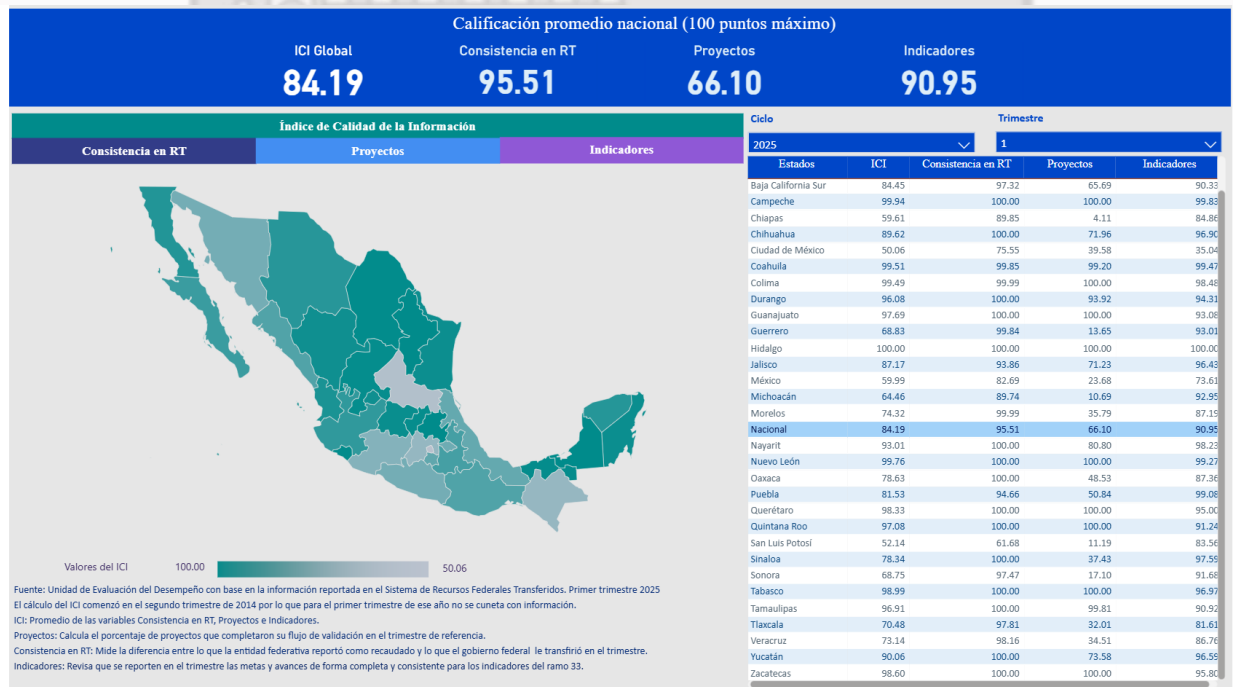 Calificación promedio nacional (100 puntos máximo)
ICI Global Consistencia en RT Proyectos Indicadores
84.19 95.51 66.10 90.95
Índice de Calidad de la Información
Consistencia en RT Proyectos Indicadores
Ciclo Trimestre
2025 1
Estados ICI Consistencia en RT Proyectos Indicadores
Baja California Sur 84.45 97.32 65.69 90.33
Campeche 99.94 100.00 100.00 99.83
Chiapas 59.61 89.85 4.11 84.86
Chihuahua 89.62 100.00 71.96 96.90
Ciudad de México 50.06 75.55 39.58 35.04
Coahuila 99.51 99.85 99.20 99.47
Colima 99.49 99.99 100.00 98.48
Durango 96.08 100.00 93.92 94.31
Guanajuato 97.69 100.00 100.00 93.08
Guerrero 68.83 99.84 13.65 93.01
Hidalgo 100.00 100.00 100.00 100.00
Jalisco 87.17 93.86 71.23 96.43
México 59.99 82.69 23.68 73.61
Michoacán 64.46 89.74 10.69 92.95
Morelos 74.32 99.99 35.79 87.19
Nacional 84.19 95.51 66.10 90.95
Nayarit 93.01 100.00 80.80 98.23
Nuevo León 99.76 100.00 100.00 99.27
Oaxaca 78.63 100.00 48.53 87.36
Puebla 81.53 94.66 50.84 99.08
Querétaro 98.33 100.00 100.00 95.00
Quintana Roo 97.08 100.00 100.00 91.24
San Luis Potosí 52.14 61.68 11.19 83.56
Sinaloa 78.34 100.00 37.43 97.59
Sonora 68.75 97.47 17.10 91.68
Tabasco 98.99 100.00 100.00 96.97
Tamaulipas 96.91 100.00 99.81 90.92
Tlaxcala 70.48 97.81 32.01 81.61
Veracruz 73.14 98.16 34.51 86.76
Yucatán 90.06 100.00 73.58 96.59
Zacatecas 98.60 100.00 100.00 95.80
Valores del ICI 100.00 50.06
Fuente: Unidad de Evaluación del Desempeño con base en la información reportada en el Sistema de Recursos Federales Transferidos. Primer trimestre 2025
El cálculo del ICI comenzó en el segundo trimestre de 2014 por lo que para el primer trimestre de ese año no se cuneta con información.
ICI: Promedio de las variables Consistencia en RT, Proyectos e Indicadores.
Proyectos: Calcula el porcentaje de proyectos que completaron su flujo de validación en el trimestre de referencia.
Consistencia en RT: Mide la diferencia entre lo que la entidad federativa reportó como recaudado y lo que el gobierno federal le transfirió en el trimestre.
Indicadores: Revisa que se reporten en el trimestre las metas y avances de forma completa y consistente para los indicadores del ramo 33.